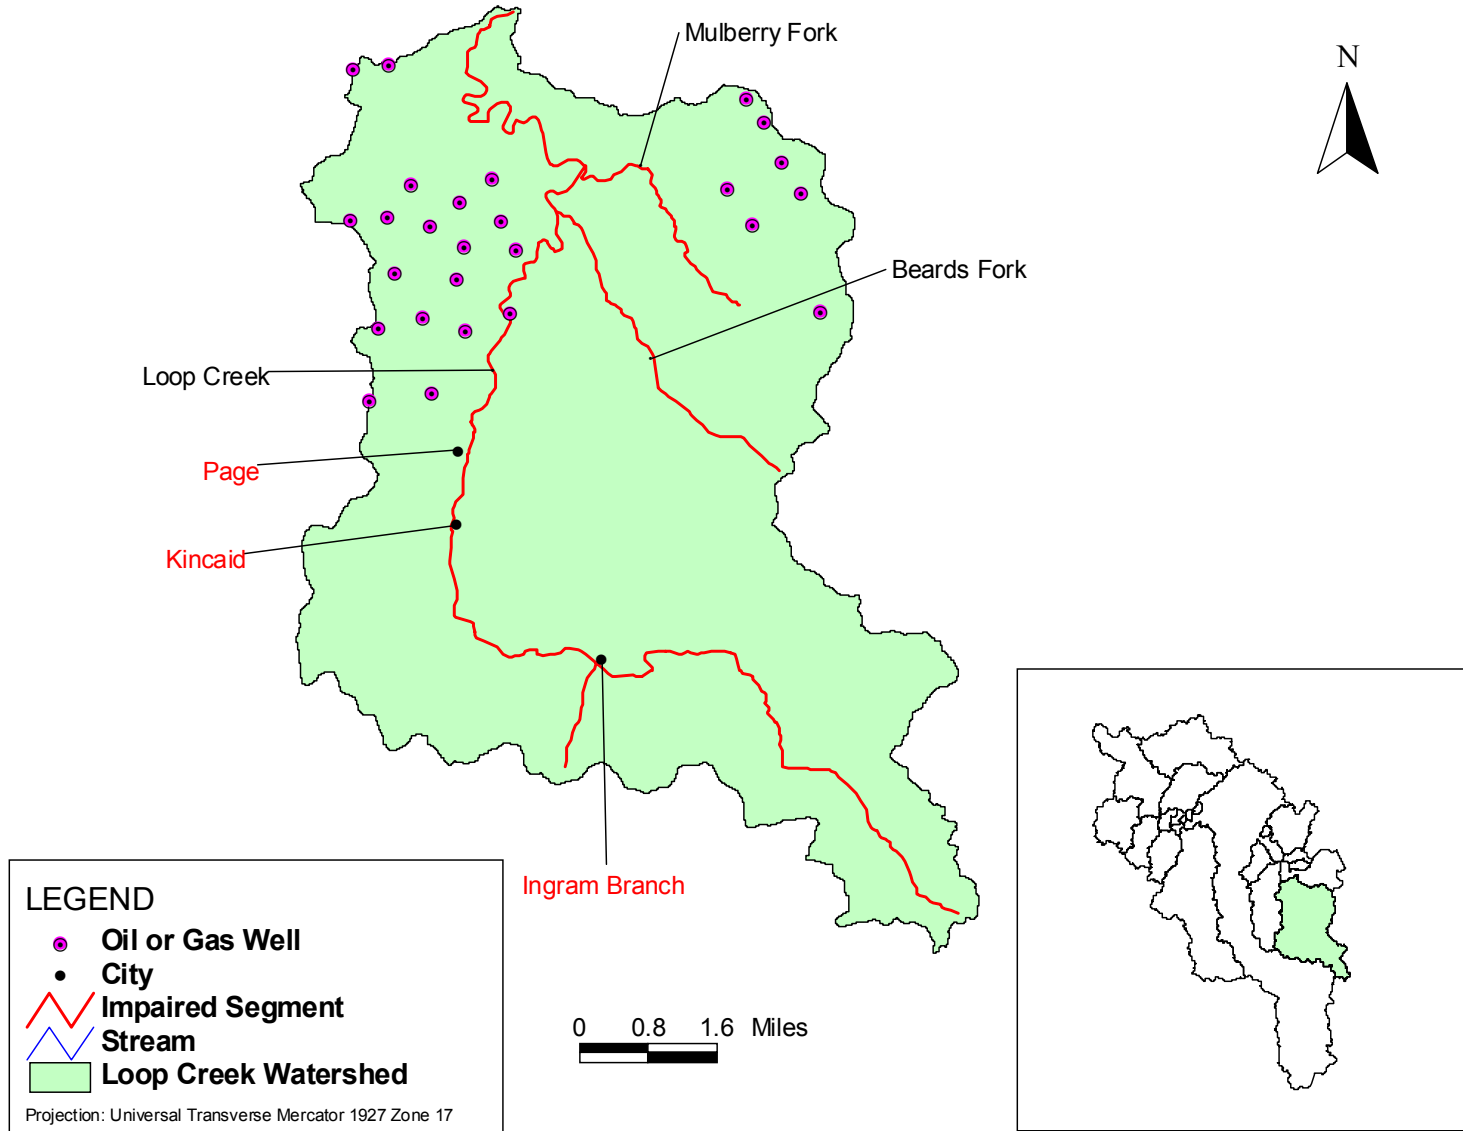 Mulberry Fork
N
Beards Fork
Loop Creek
Page
Kincaid
Ingram Branch
LEGEND
Oil or Gas Well
City
Impaired Segment
Stream
Loop Creek Watershed
Projection: Universal Transverse Mercator 1927 Zone 17
0 0.8 1.6 Miles